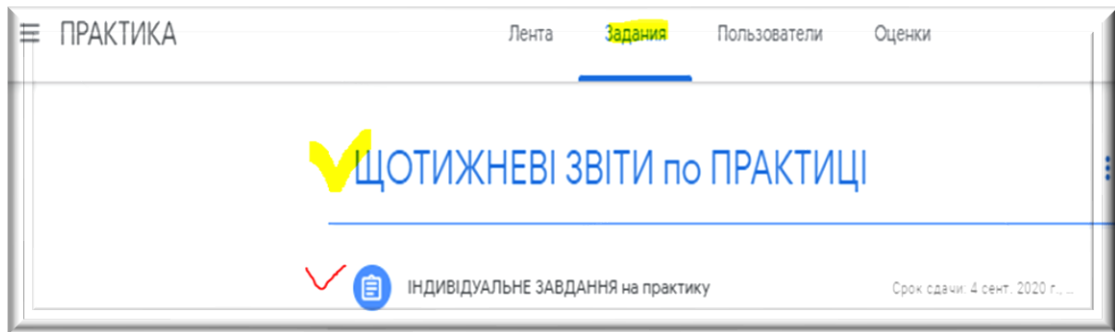 ПРАКТИКА Лента Задания Пользователи Оценки
ЩОТИЖНЕВІ ЗВІТИ по ПРАКТИЦІ
ІНДИВІДУАЛЬНЕ ЗАВДАННЯ на практику Срок сдачи: 4 сент. 2020 г., ...